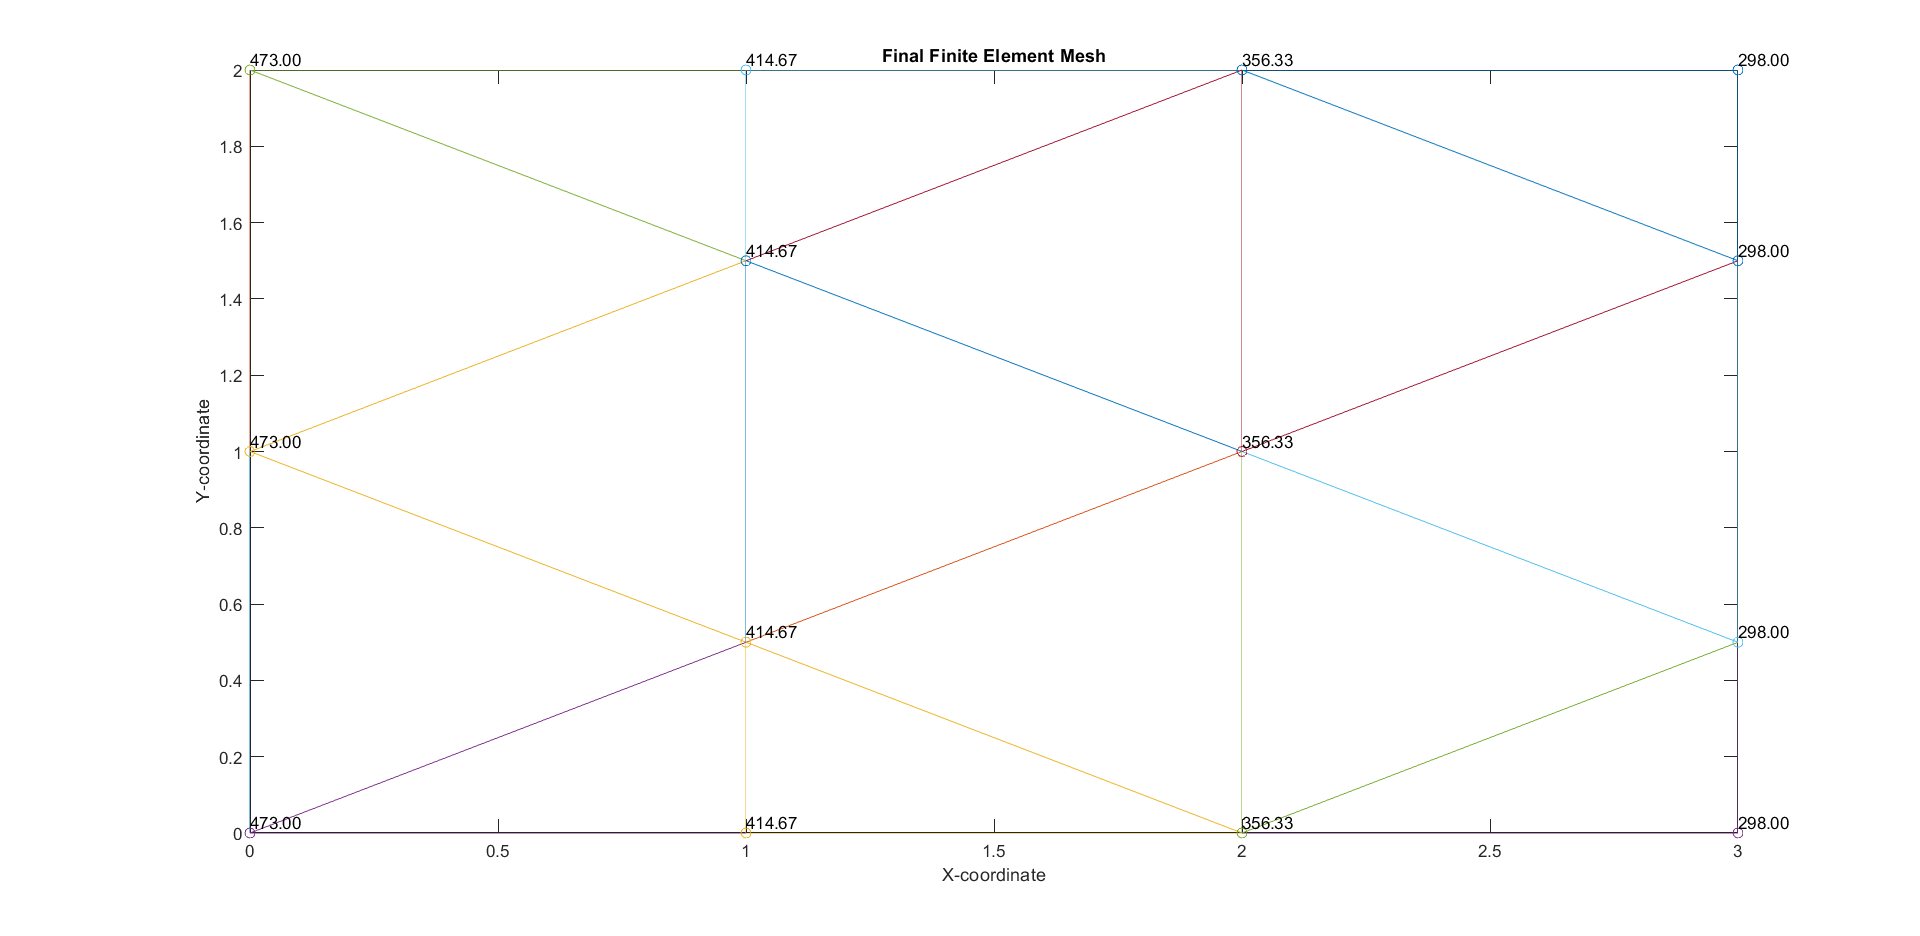 Final Finite Element Mesh
473.00 414.67 356.33 298.00
2
1.8
1.6
414.67 298.00
1.4
1.2
473.00 356.33
1
Y-coordinate
0.8
414.67 298.00
0.6
0.4
0.2
473.00 414.67 356.33 298.00
0
0 0.5 1 1.5 2 2.5 3
X-coordinate